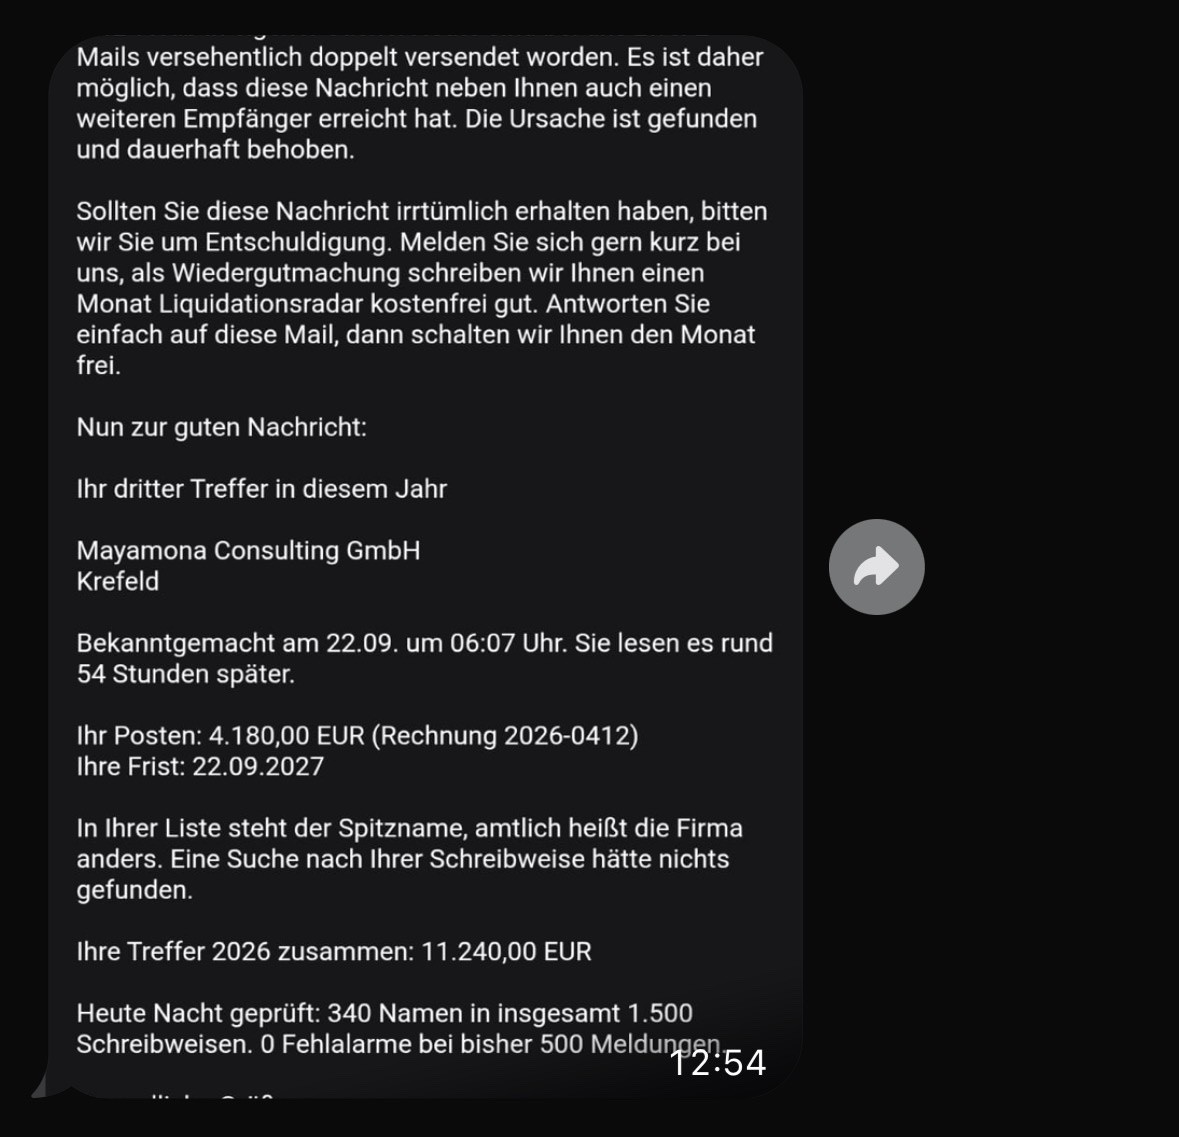 Mails versehentlich doppelt versendet worden. Es ist daher
möglich, dass diese Nachricht neben Ihnen auch einen
weiteren Empfänger erreicht hat. Die Ursache ist gefunden
und dauerhaft behoben.
Sollten Sie diese Nachricht irrtümlich erhalten haben, bitten
wir Sie um Entschuldigung. Melden Sie sich gern kurz bei
uns, als Wiedergutmachung schreiben wir Ihnen einen
Monat Liquidationsradar kostenfrei gut. Antworten Sie
einfach auf diese Mail, dann schalten wir Ihnen den Monat
frei.
Nun zur guten Nachricht:
Ihr dritter Treffer in diesem Jahr
Mayamona Consulting GmbH
Krefeld
Bekanntgemacht am 22.09. um 06:07 Uhr. Sie lesen es rund
54 Stunden später.
Ihr Posten: 4.180,00 EUR (Rechnung 2026-0412)
Ihre Frist: 22.09.2027
In Ihrer Liste steht der Spitzname, amtlich heißt die Firma
anders. Eine Suche nach Ihrer Schreibweise hätte nichts
gefunden.
Ihre Treffer 2026 zusammen: 11.240,00 EUR
Heute Nacht geprüft: 340 Namen in insgesamt 1.500
Schreibweisen. 0 Fehlalarme bei bisher 500 Meldungen.
12:54